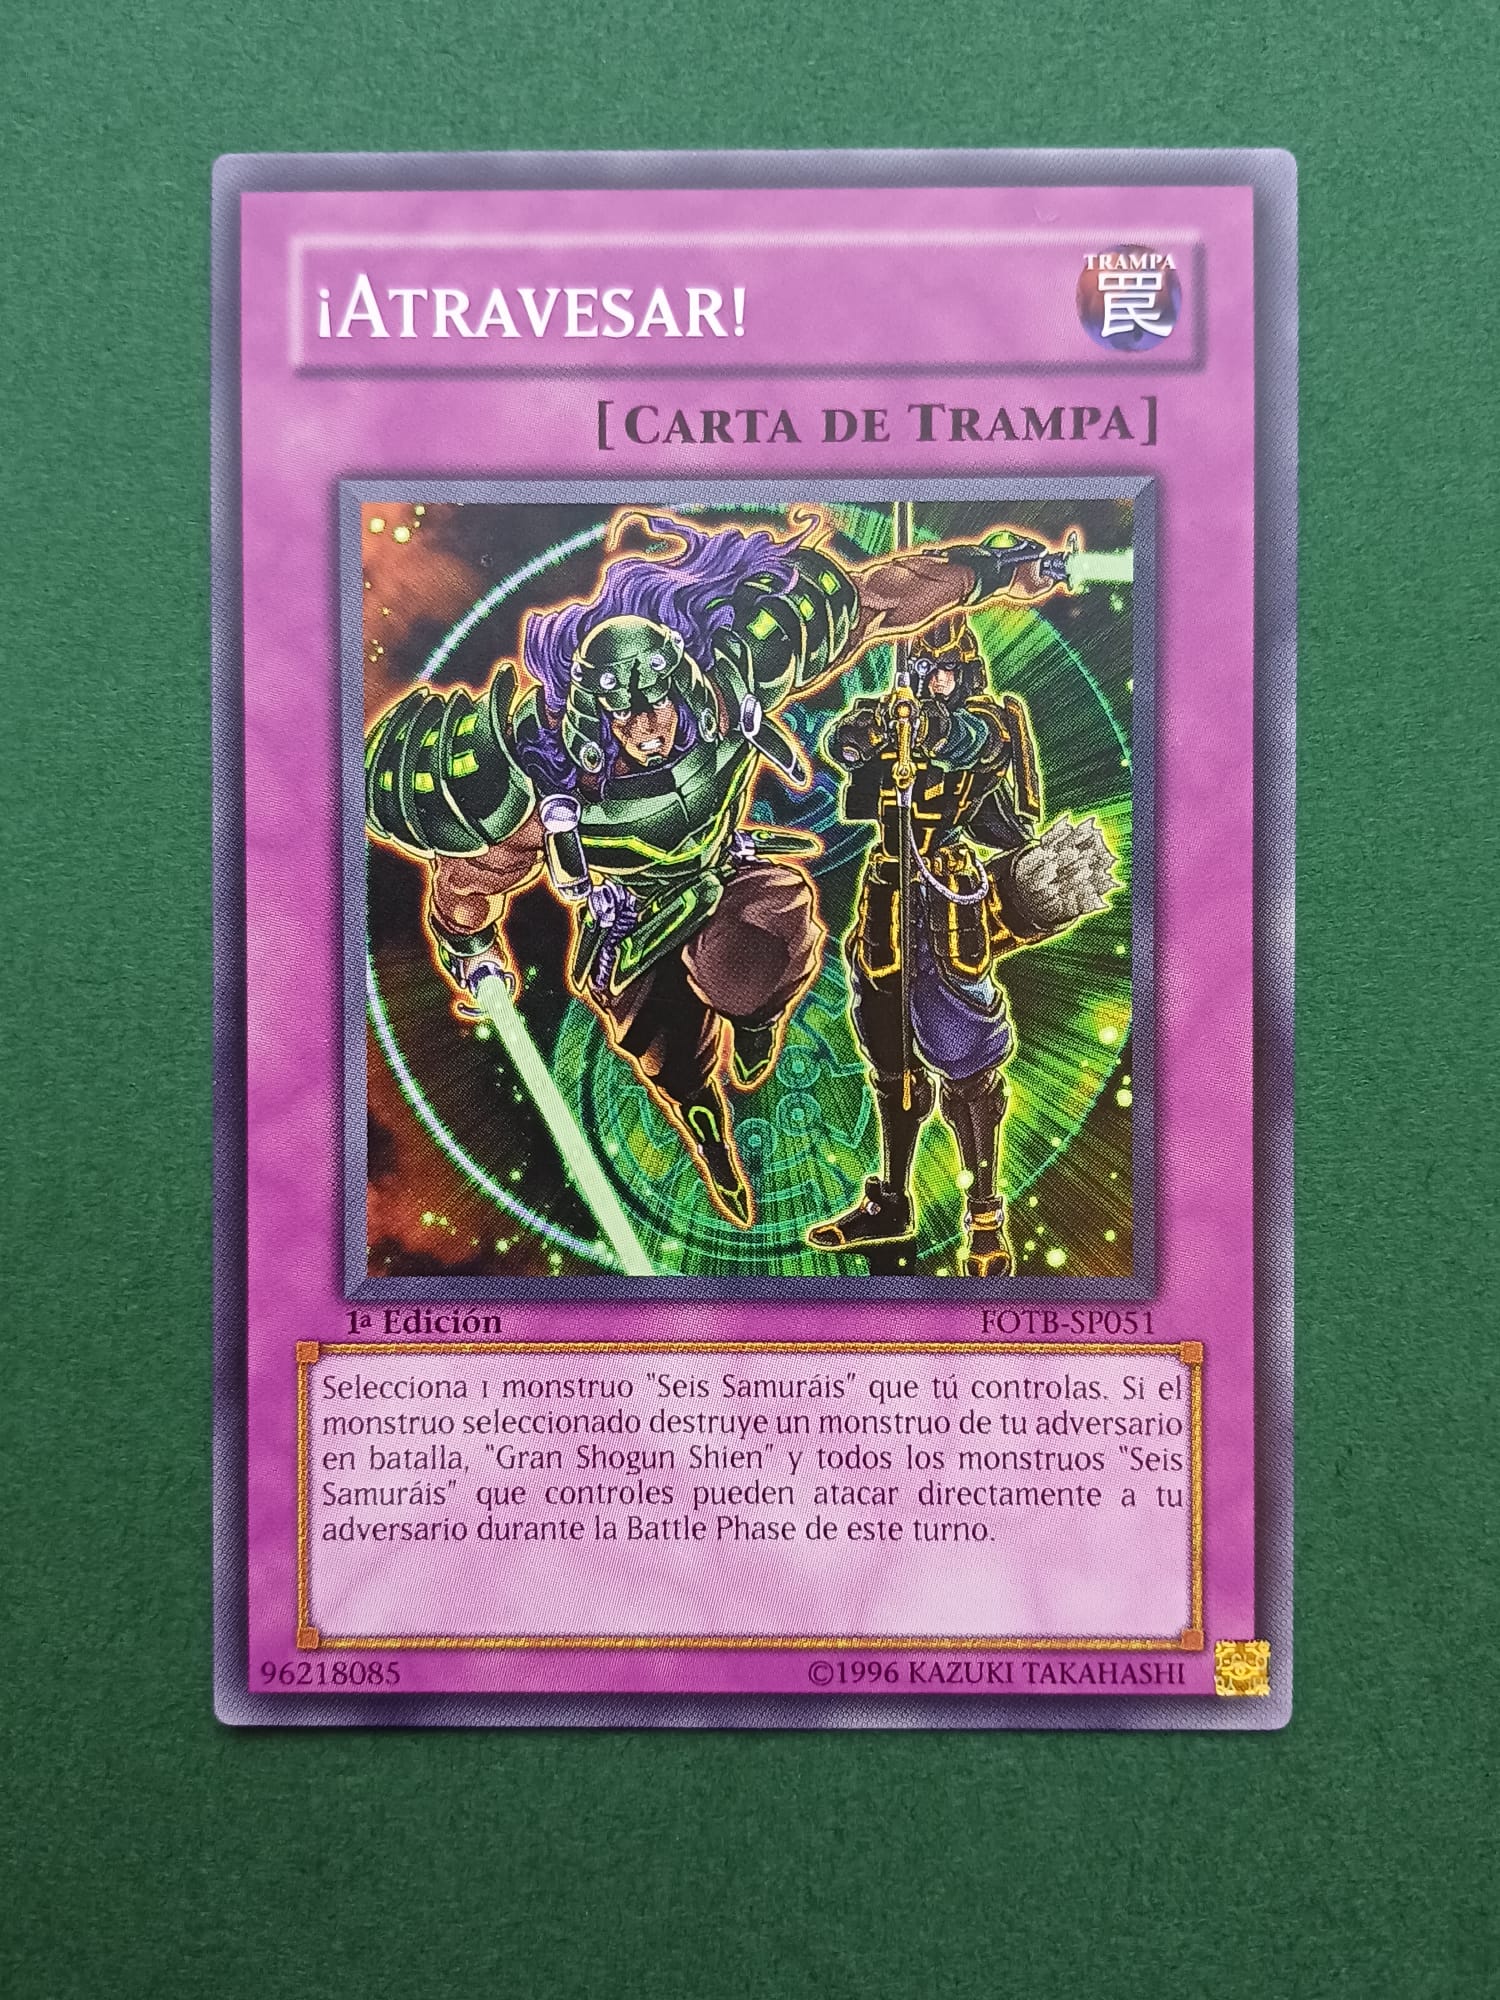 ¡ATRAVESAR!
TRAMPA
罠
[CARTA DE TRAMPA]
1ª Edición
FOTB-SP051
Selecciona 1 monstruo "Seis Samuráis" que tú controlas. Si el
monstruo seleccionado destruye un monstruo de tu adversario
en batalla, "Gran Shogun Shien" y todos los monstruos "Seis
Samuráis" que controles pueden atacar directamente a tu
adversario durante la Battle Phase de este turno.
96218085
©1996 KAZUKI TAKAHASHI